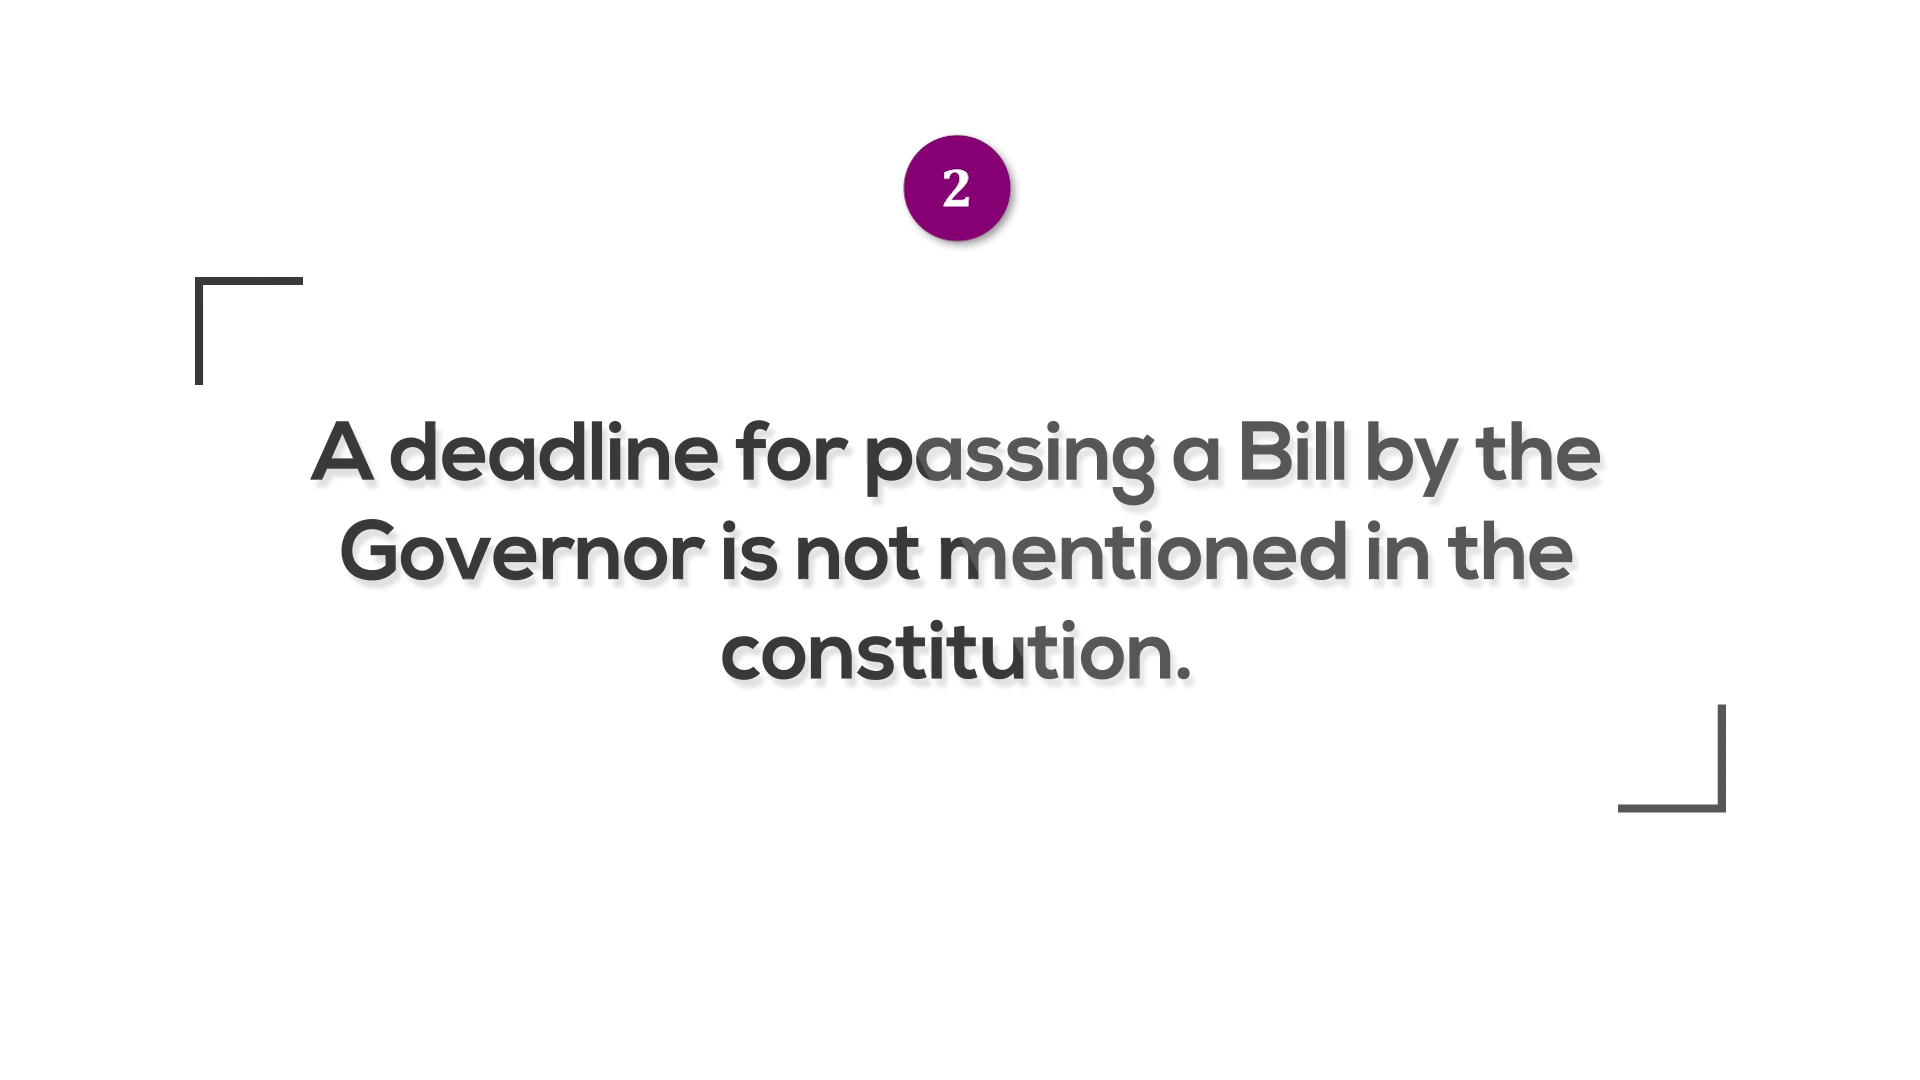 2
A deadline for passing a Bill by the
Governor is not mentioned in the
constitution.